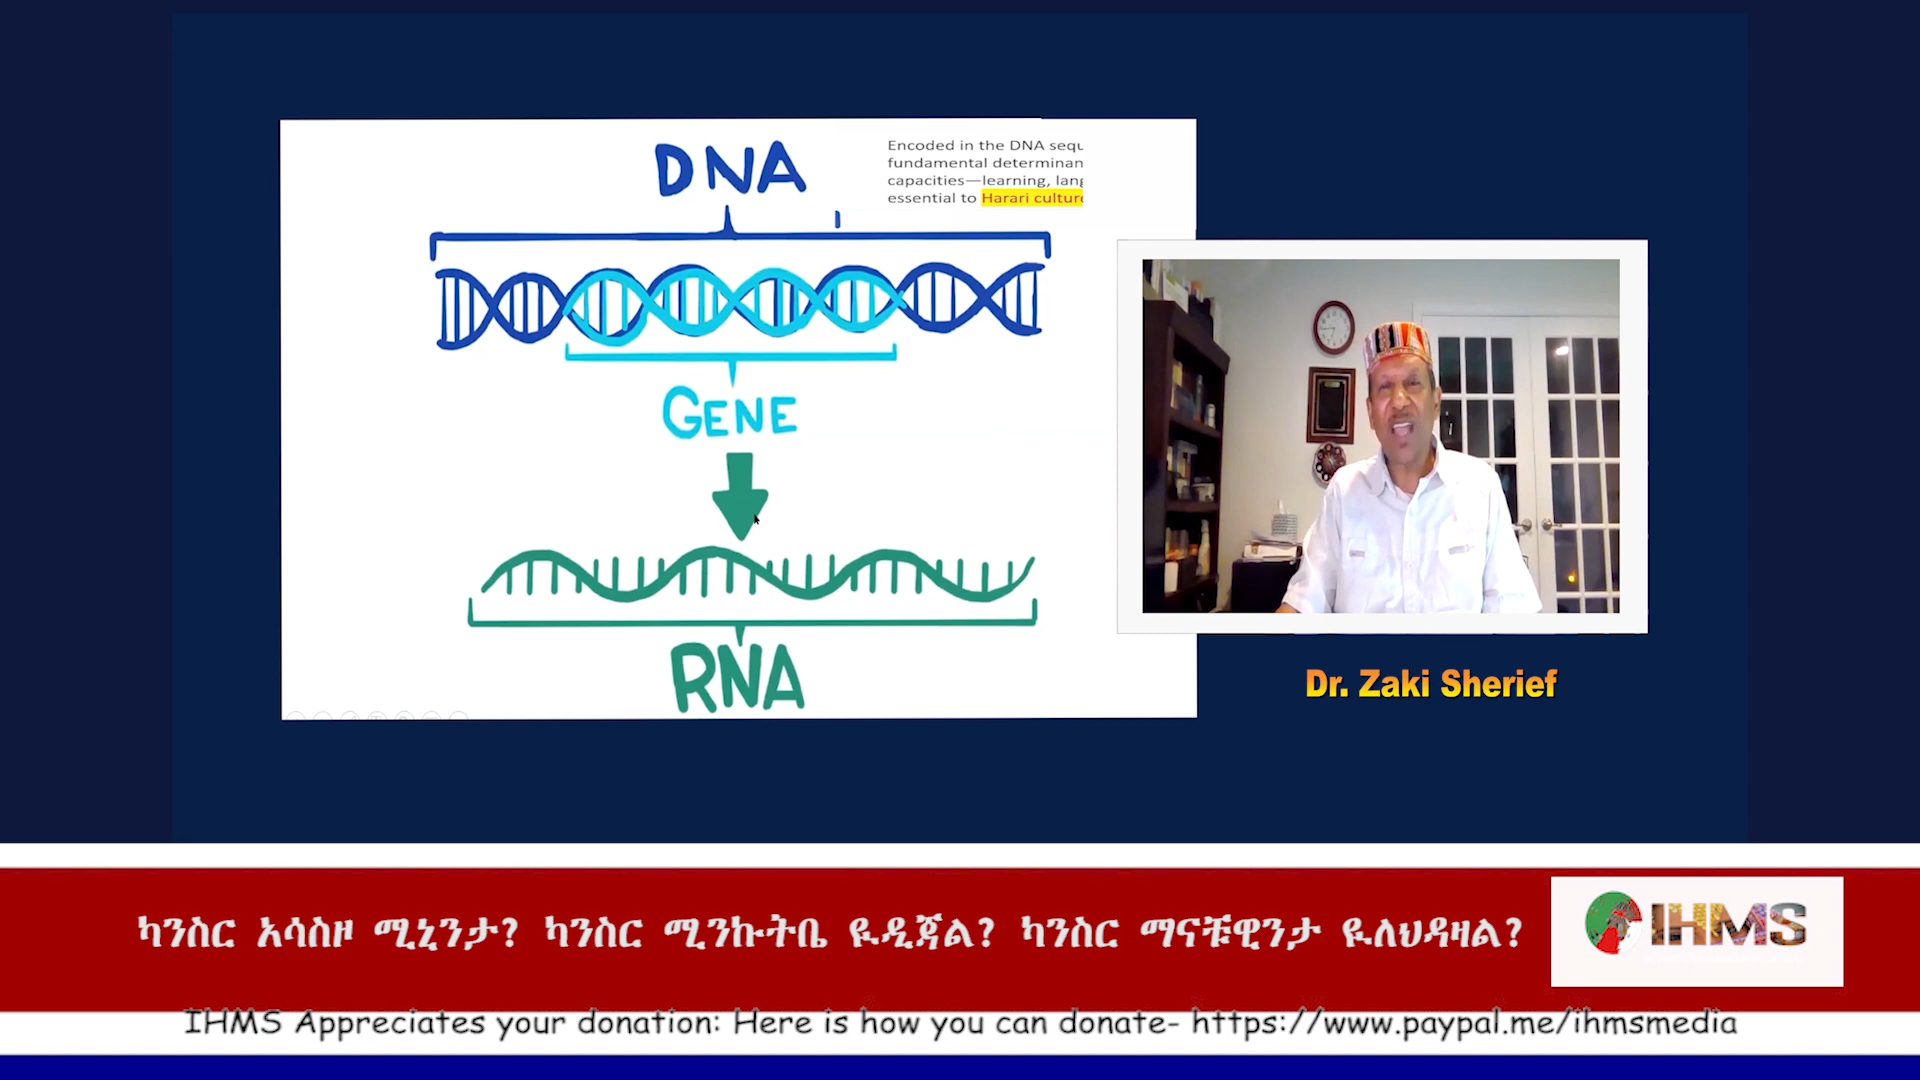 DNA
Encoded in the DNA sequ
fundamental determinan
capacities—learning, lang
essential to Harari culture
GENE
RNA
Dr. Zaki Sherief
ካንስር አሳስዞ ሚኒንታ? ካንስር ሚንኩትቤ ዪዲጃል? ካንስር ማናቹዊንታ ዪለህዳዛል?
IHMS
IHMS Appreciates your donation: Here is how you can donate- https://www.paypal.me/ihmsmedia